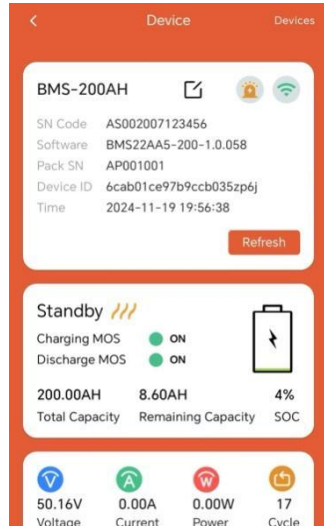 Device Devices
BMS-200AH
SN Code AS002007123456
Software BMS22AA5-200-1.0.058
Pack SN AP001001
Device ID 6cab01ce97b9ccb035zp6j
Time 2024-11-19 19:56:38
Refresh
Standby
Charging MOS ON
Discharge MOS ON
200.00AH 8.60AH 4%
Total Capacity Remaining Capacity SOC
V A W
50.16V 0.00A 0.00W 17
Voltage Current Power Cycle